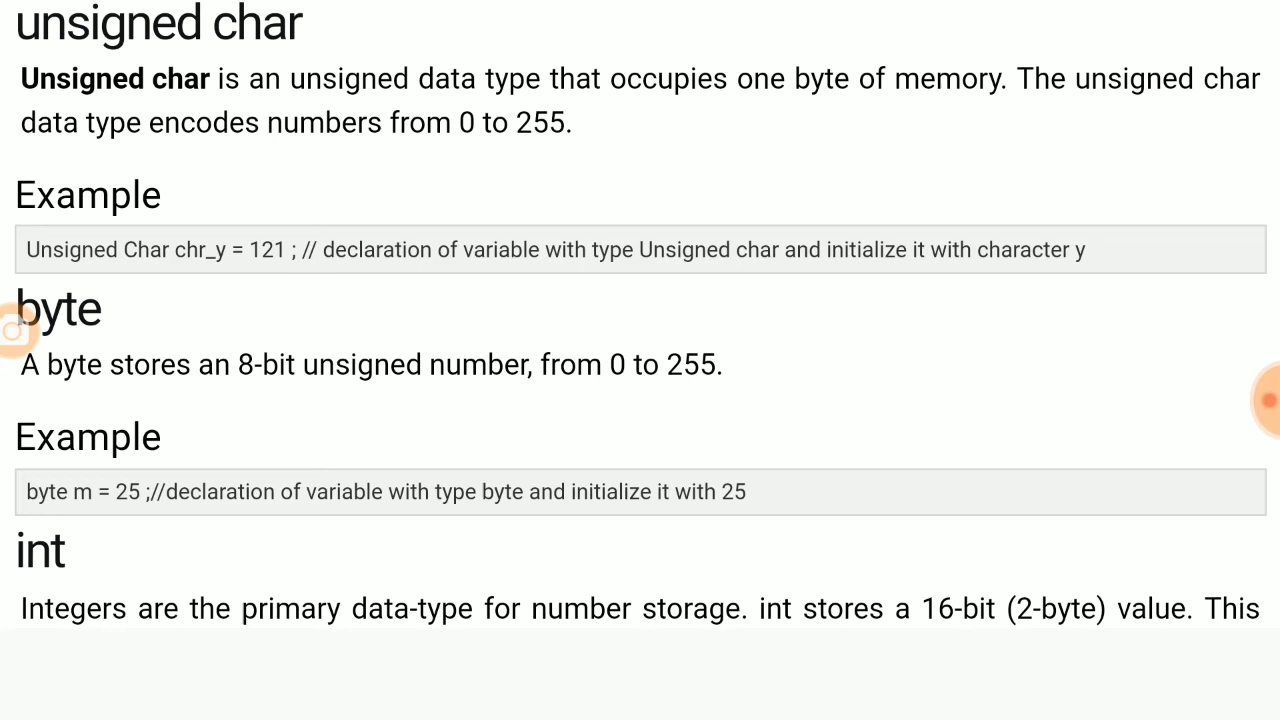 unsigned char
Unsigned char is an unsigned data type that occupies one byte of memory. The unsigned char
data type encodes numbers from 0 to 255.
Example
Unsigned Char chr_y = 121 ; // declaration of variable with type Unsigned char and initialize it with character y
byte
A byte stores an 8-bit unsigned number, from 0 to 255.
Example
byte m = 25 ;//declaration of variable with type byte and initialize it with 25
int
Integers are the primary data-type for number storage. int stores a 16-bit (2-byte) value. This